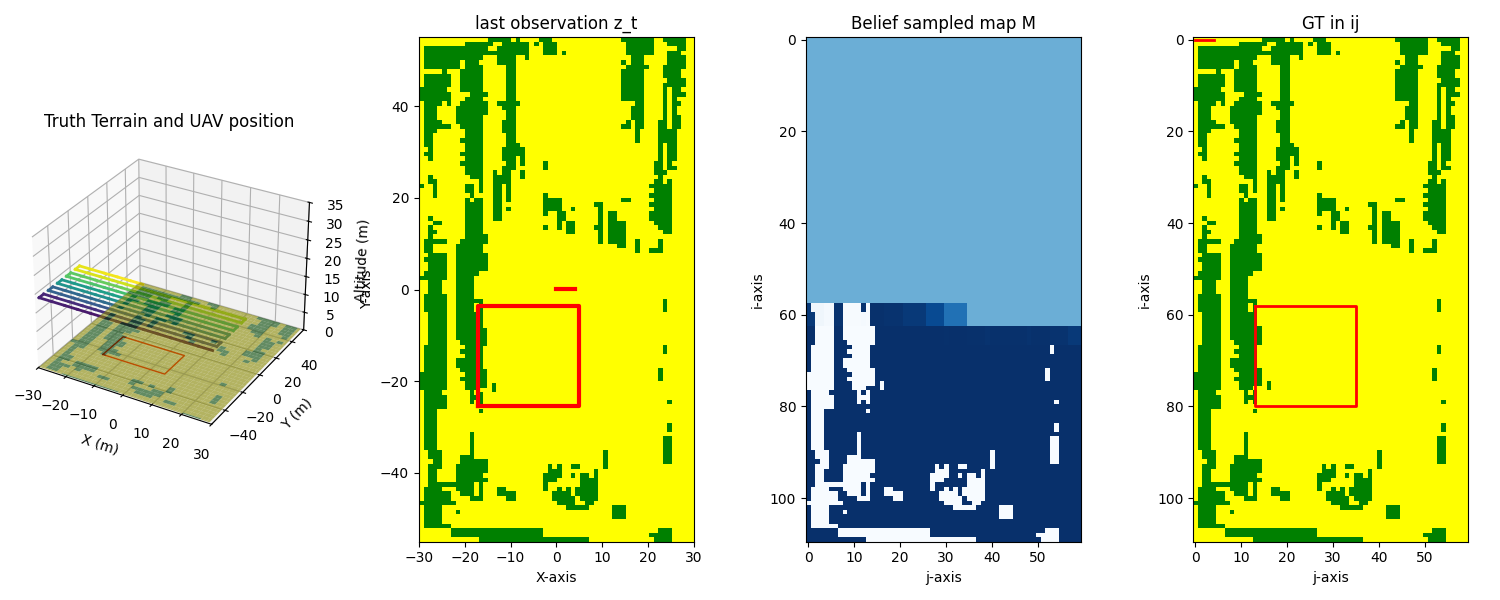 Truth Terrain and UAV position
35
30
25
20
15
10
5
0
Altitude (m)
−30
−20
−10
0
10
20
30
X (m)
−40
−20
0
20
40
Y (m)
last observation z_t
40
20
0
−20
−40
Y-axis
−30 −20 −10 0 10 20 30
X-axis
Belief sampled map M
0
20
40
60
80
100
i-axis
0 10 20 30 40 50
j-axis
GT in ij
0
20
40
60
80
100
i-axis
0 10 20 30 40 50
j-axis